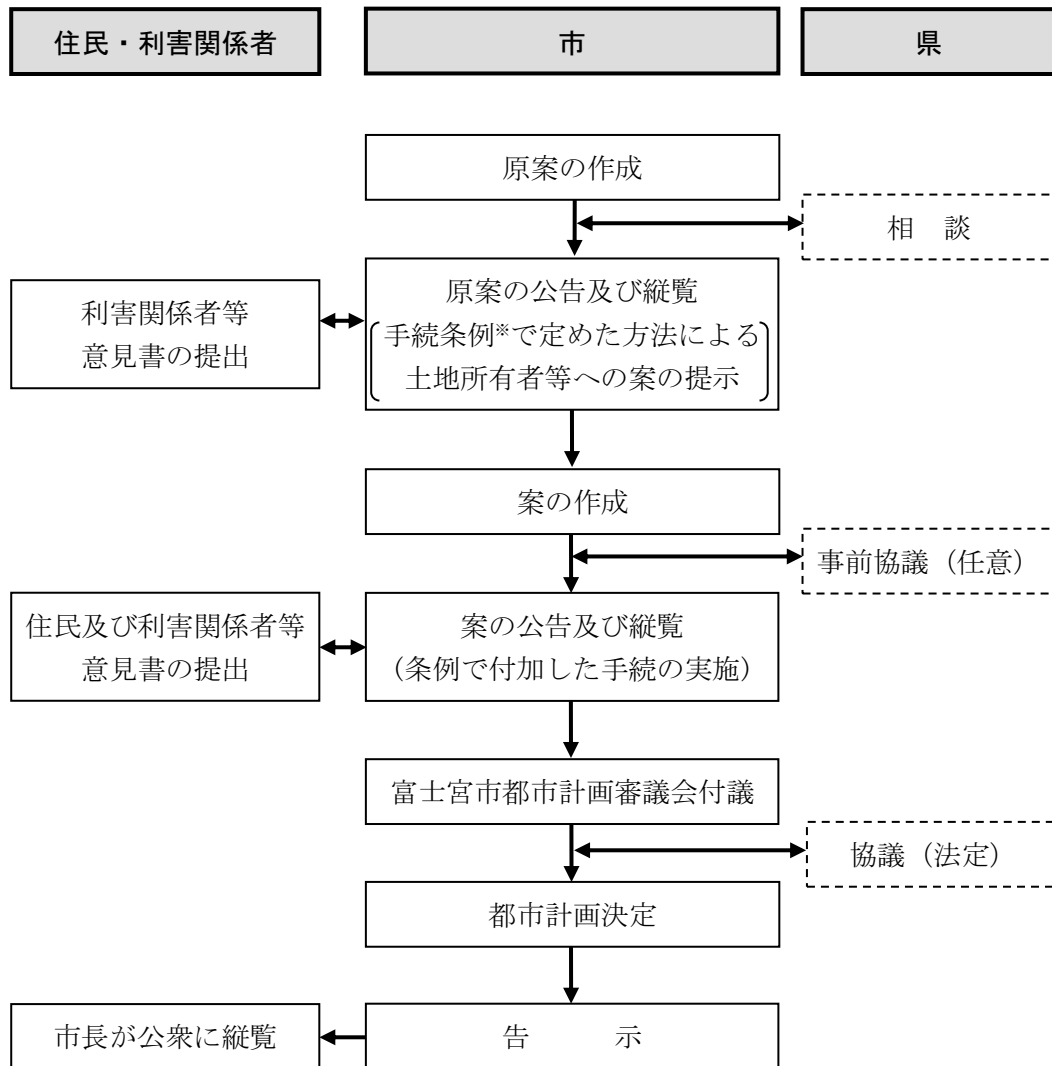 住民・利害関係者
市
県
原案の作成
相　談
原案の公告及び縦覧
手続条例※で定めた方法による
土地所有者等への案の提示
利害関係者等
意見書の提出
案の作成
事前協議（任意）
住民及び利害関係者等
意見書の提出
案の公告及び縦覧
（条例で付加した手続の実施）
富士宮市都市計画審議会付議
協議（法定）
都市計画決定
市長が公衆に縦覧
告　　　示